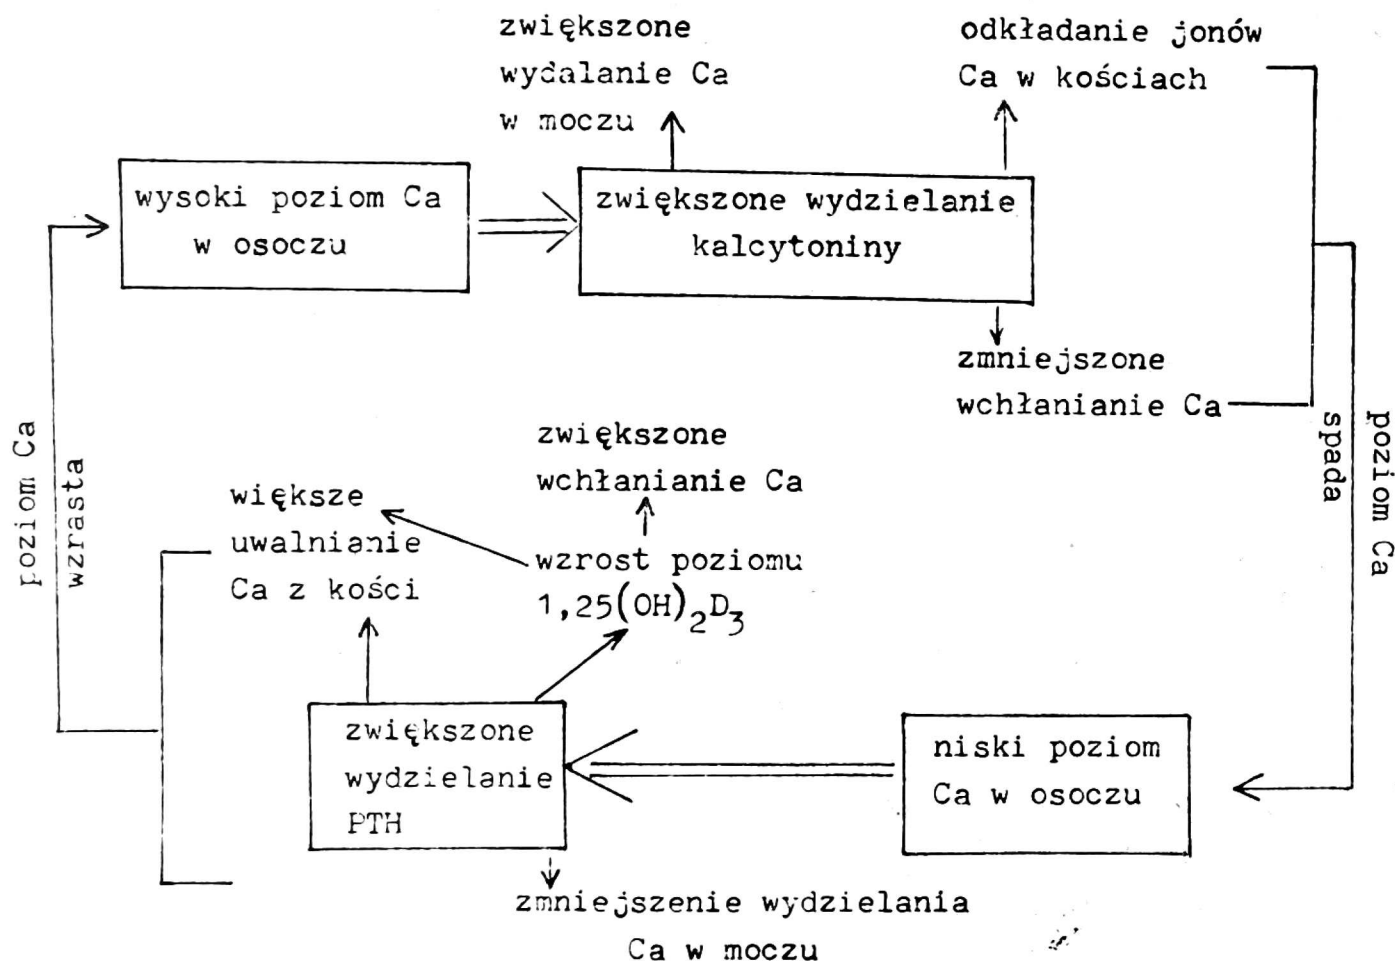 zwiększone
wydalanie Ca
w moczu
odkładanie jonów
Ca w kościach
wysoki poziom Ca
w osoczu
zwiększone wydzielanie
kalcytoniny
zmniejszone
wchłanianie Ca
poziom Ca
spada
poziom Ca
wzrasta
zwiększone
wchłanianie Ca
większe
uwalnianie
Ca z kości
wzrost poziomu
1,25(OH)₂D₃
zwiększone
wydzielanie
PTH
niski poziom
Ca w osoczu
zmniejszenie wydzielania
Ca w moczu